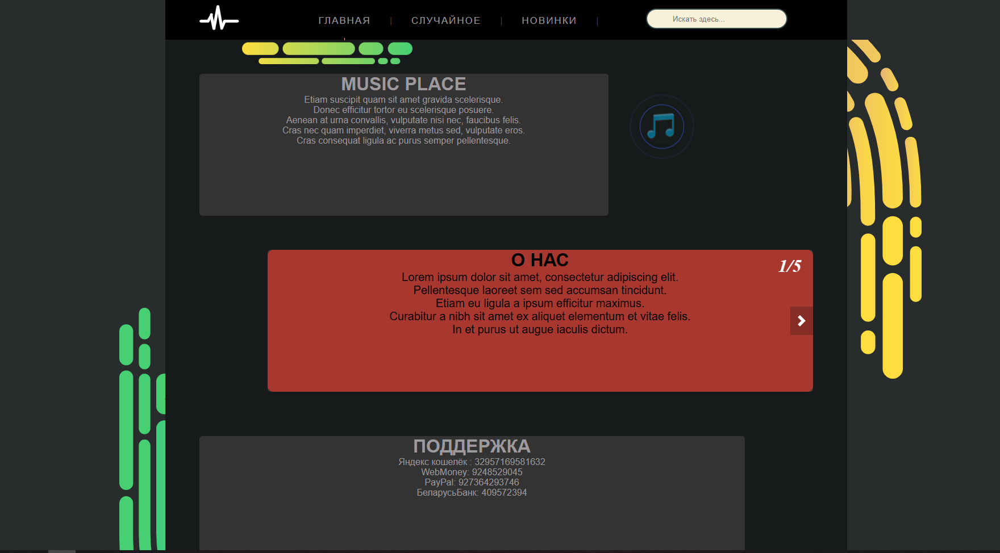 ГЛАВНАЯ | СЛУЧАЙНОЕ | НОВИНКИ |
Искать здесь...
MUSIC PLACE
Etiam suscipit quam sit amet gravida scelerisque.
Donec efficitur tortor eu scelerisque posuere.
Aenean at urna convallis, vulputate nisi nec, faucibus felis.
Cras nec quam imperdiet, viverra metus sed, vulputate eros.
Cras consequat ligula ac purus semper pellentesque.
О НАС
1/5
Lorem ipsum dolor sit amet, consectetur adipiscing elit.
Pellentesque laoreet sem sed accumsan tincidunt.
Etiam eu ligula a ipsum efficitur maximus.
Curabitur a nibh sit amet ex aliquet elementum et vitae felis.
In et purus ut augue iaculis dictum.
ПОДДЕРЖКА
Яндекс кошелёк : 32957169581632
WebMoney: 9248529045
PayPal: 927364293746
БеларусьБанк: 409572394